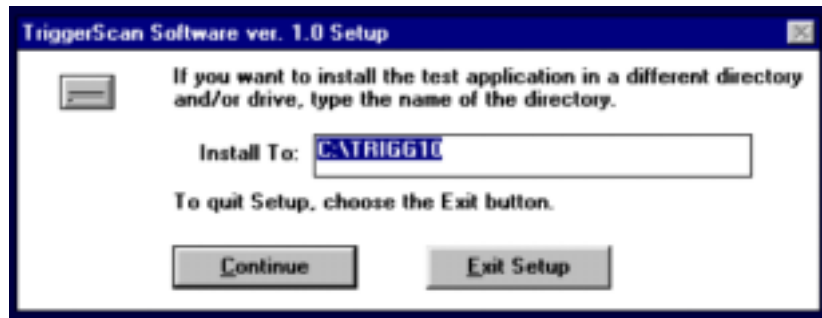 TriggerScan Software ver. 1.0 Setup
If you want to install the test application in a different directory
and/or drive, type the name of the directory.
Install To: C:\TRIGG10
To quit Setup, choose the Exit button.
Continue Exit Setup